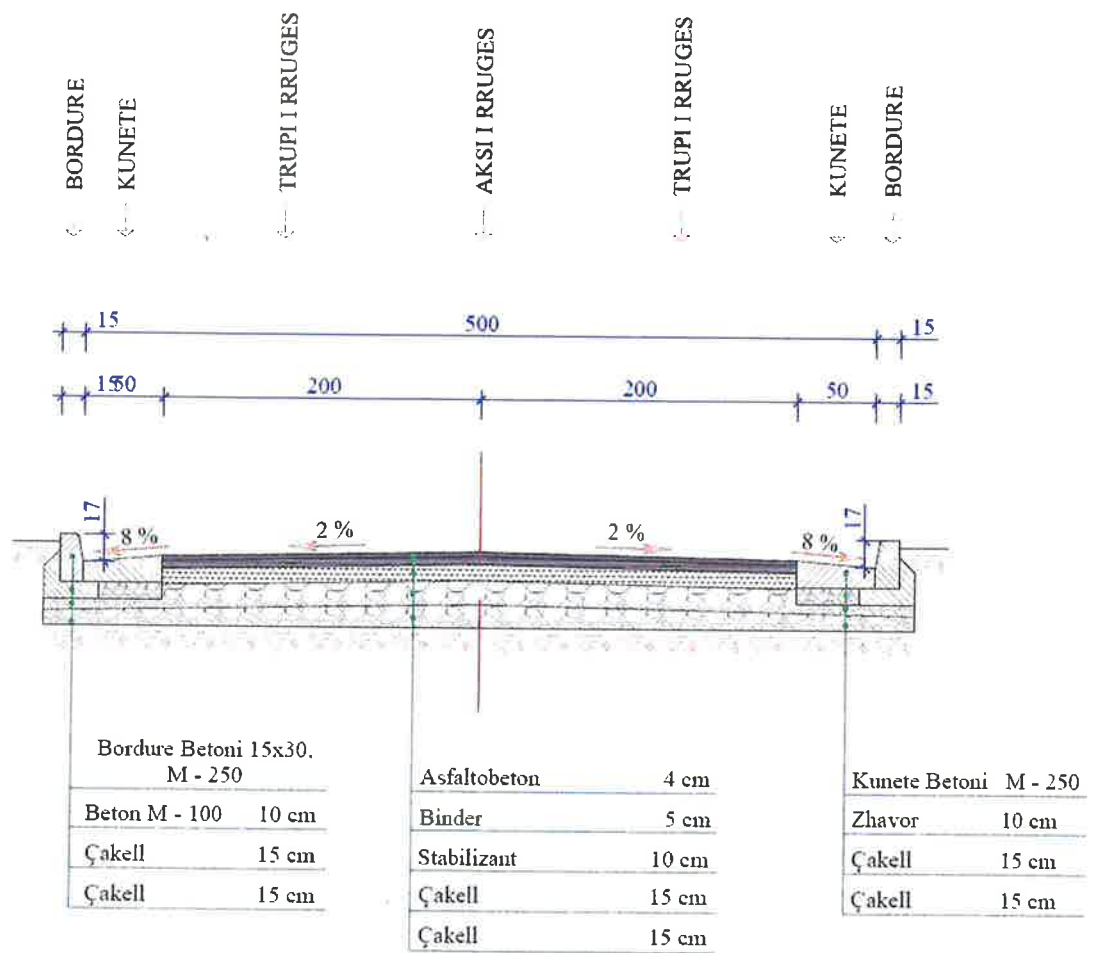 BORDURE
KUNETE
TRUPI I RRUGES
AKSI I RRUGES
TRUPI I RRUGES
KUNETE
BORDURE
15 500 15
15 50 200 200 50 15
17 8 % 2 % 2 % 8 % 17
Bordure Betoni 15x30,
M - 250
Beton M - 100 10 cm
Çakell 15 cm
Çakell 15 cm
Asfaltobeton 4 cm
Binder 5 cm
Stabilizant 10 cm
Çakell 15 cm
Çakell 15 cm
Kunete Betoni M - 250
Zhavor 10 cm
Çakell 15 cm
Çakell 15 cm